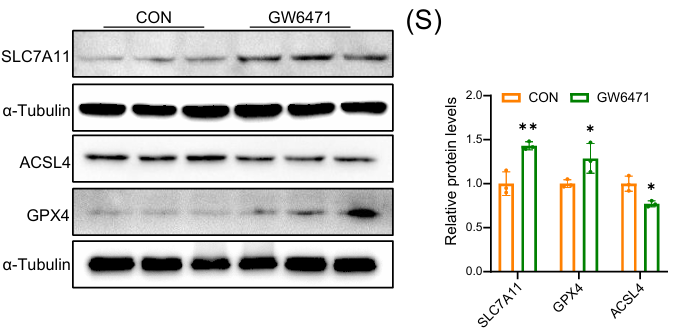 CON GW6471
SLC7A11
α-Tubulin
ACSL4
GPX4
α-Tubulin
(S)
CON GW6471
Relative protein levels
2.0
1.5
1.0
0.5
0.0
**
*
*
SLC7A11
GPX4
ACSL4